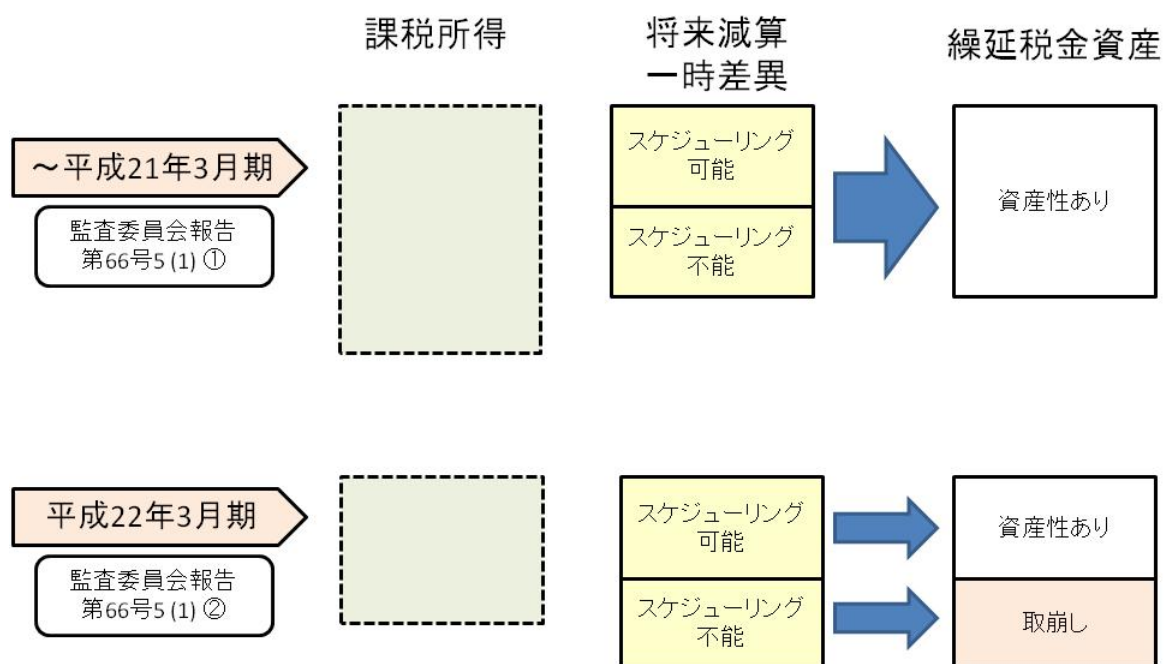 課税所得
将来減算
一時差異
繰延税金資産
～平成21年3月期
監査委員会報告
第66号5 (1) ①
スケジューリング
可能
スケジューリング
不能
資産性あり
平成22年3月期
監査委員会報告
第66号5 (1) ②
スケジューリング
可能
スケジューリング
不能
資産性あり
取崩し